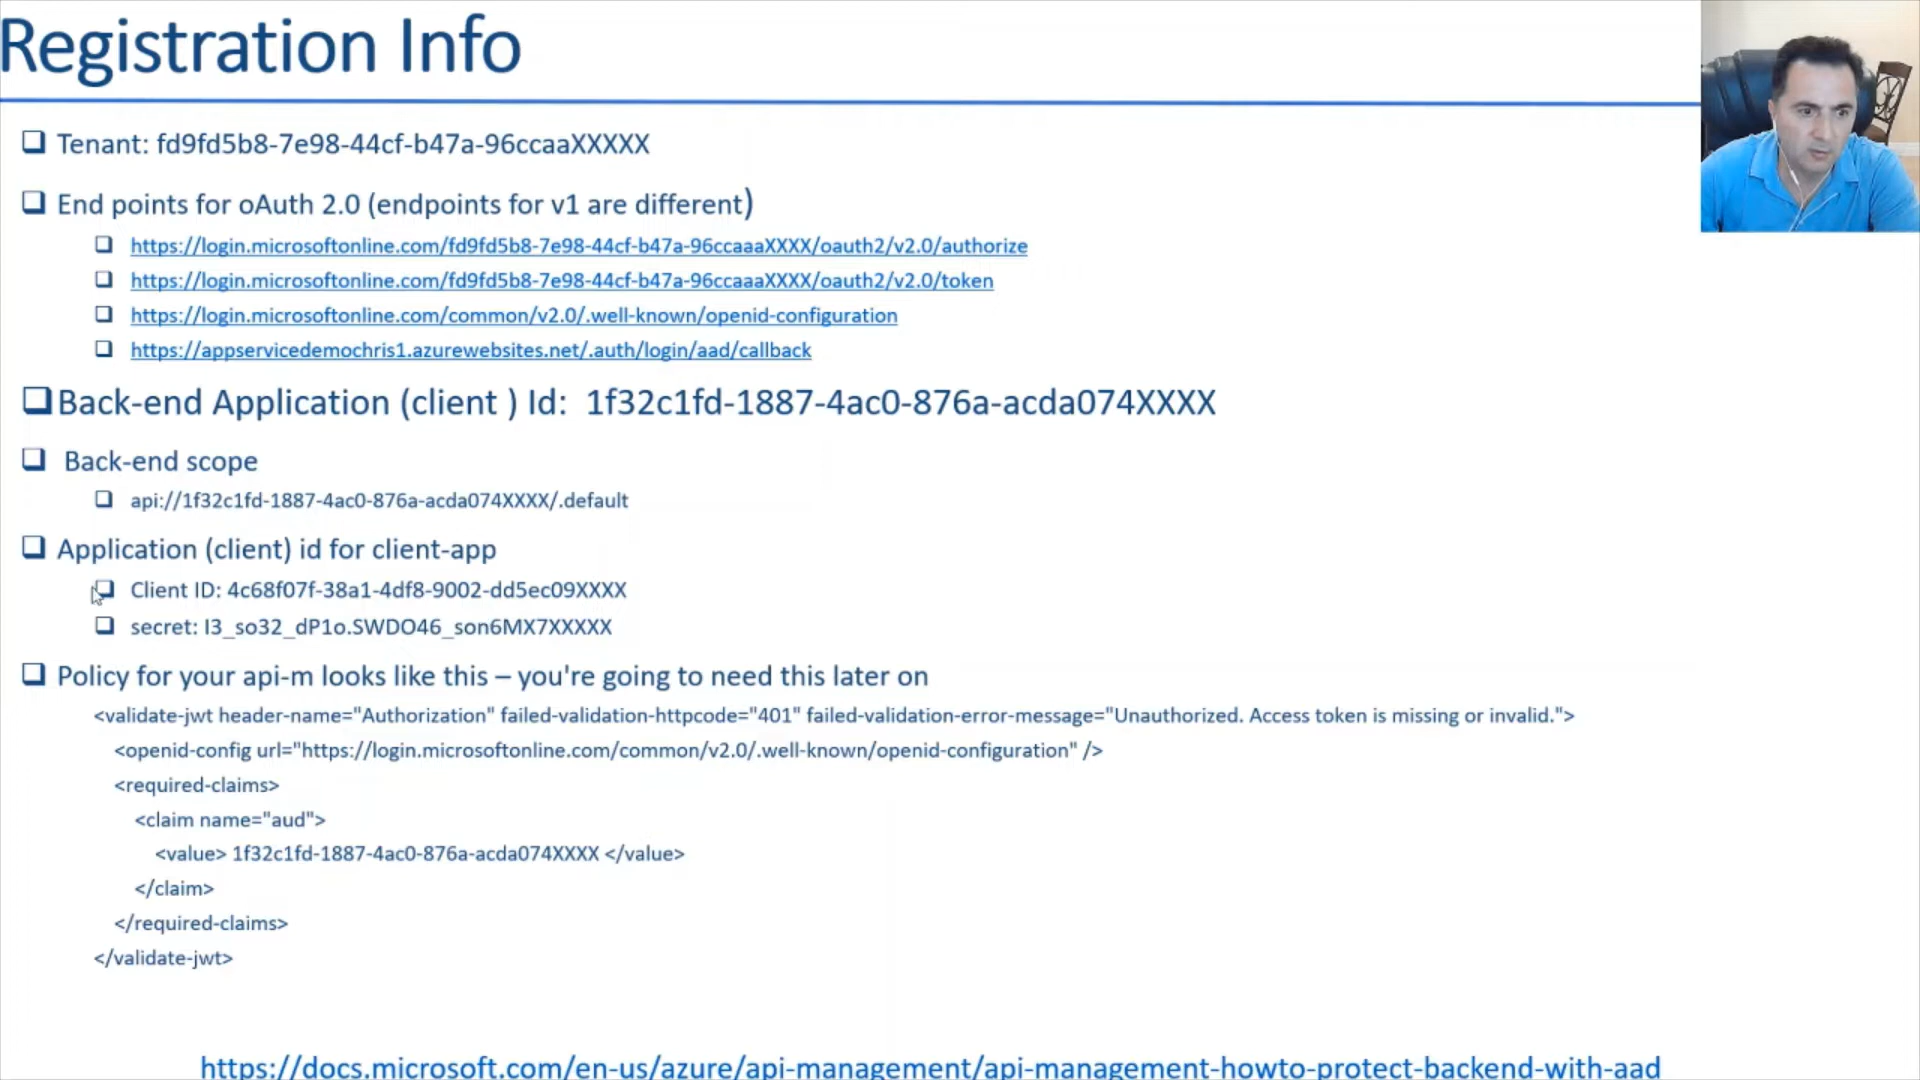 Registration Info
Tenant: fd9fd5b8-7e98-44cf-b47a-96ccaaXXXXX
End points for oAuth 2.0 (endpoints for v1 are different)
https://login.microsoftonline.com/fd9fd5b8-7e98-44cf-b47a-96ccaaaXXXX/oauth2/v2.0/authorize
https://login.microsoftonline.com/fd9fd5b8-7e98-44cf-b47a-96ccaaaXXXX/oauth2/v2.0/token
https://login.microsoftonline.com/common/v2.0/.well-known/openid-configuration
https://appservicedemochris1.azurewebsites.net/.auth/login/aad/callback
Back-end Application (client ) Id: 1f32c1fd-1887-4ac0-876a-acda074XXXX
Back-end scope
api://1f32c1fd-1887-4ac0-876a-acda074XXXX/.default
Application (client) id for client-app
Client ID: 4c68f07f-38a1-4df8-9002-dd5ec09XXXX
secret: I3_so32_dP1o.SWDO46_son6MX7XXXXX
Policy for your api-m looks like this – you're going to need this later on
<validate-jwt header-name="Authorization" failed-validation-httpcode="401" failed-validation-error-message="Unauthorized. Access token is missing or invalid.">
<openid-config url="https://login.microsoftonline.com/common/v2.0/.well-known/openid-configuration" />
<required-claims>
<claim name="aud">
<value> 1f32c1fd-1887-4ac0-876a-acda074XXXX </value>
</claim>
</required-claims>
</validate-jwt>
https://docs.microsoft.com/en-us/azure/api-management/api-management-howto-protect-backend-with-aad